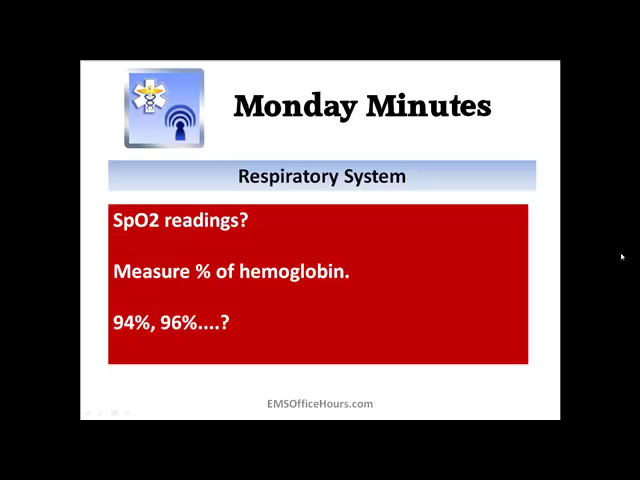 Monday Minutes
Respiratory System
SpO2 readings?
Measure % of hemoglobin.
94%, 96%....?
EMSOfficeHours.com